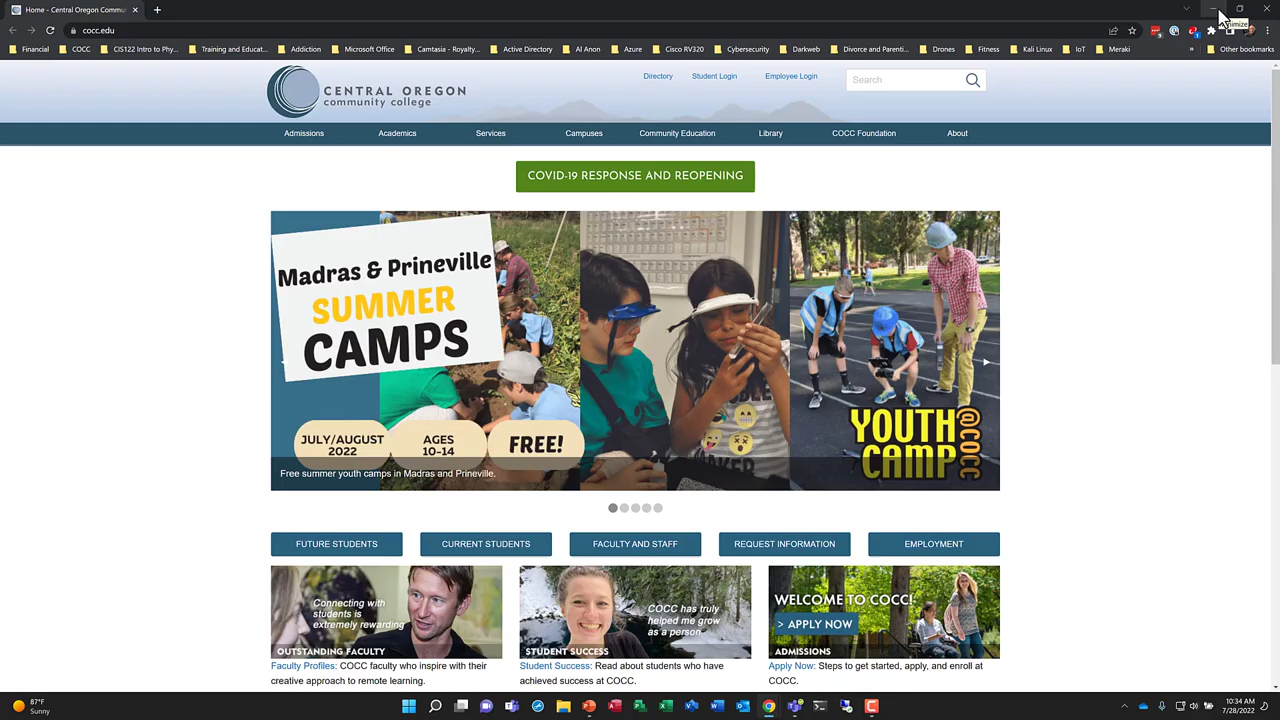 Home - Central Oregon Commun
cocc.edu
Financial COCC CIS122 Intro to Phy... Training and Educat... Addiction Microsoft Office Camtasia - Royalty... Active Directory Al Anon Azure Cisco RV320 Cybersecurity Darkweb Divorce and Parenti... Drones Fitness Kali Linux IoT Meraki » Other bookmarks
Directory Student Login Employee Login Search
CENTRAL OREGON
community college
Admissions Academics Services Campuses Community Education Library COCC Foundation About
COVID-19 RESPONSE AND REOPENING
Madras & Prineville
SUMMER
CAMPS
JULY/AUGUST
2022
AGES
10-14
FREE!
YOUTH
CAMP
@COCC
Free summer youth camps in Madras and Prineville.
FUTURE STUDENTS CURRENT STUDENTS FACULTY AND STAFF REQUEST INFORMATION EMPLOYMENT
Connecting with
students is
extremely rewarding
OUTSTANDING FACULTY
COCC has truly
helped me grow
as a person
STUDENT SUCCESS
WELCOME TO COCC!
> APPLY NOW
ADMISSIONS
Faculty Profiles: COCC faculty who inspire with their
creative approach to remote learning.
Student Success: Read about students who have
achieved success at COCC.
Apply Now: Steps to get started, apply, and enroll at
COCC.
87°F
Sunny
10:34 AM
7/28/2022